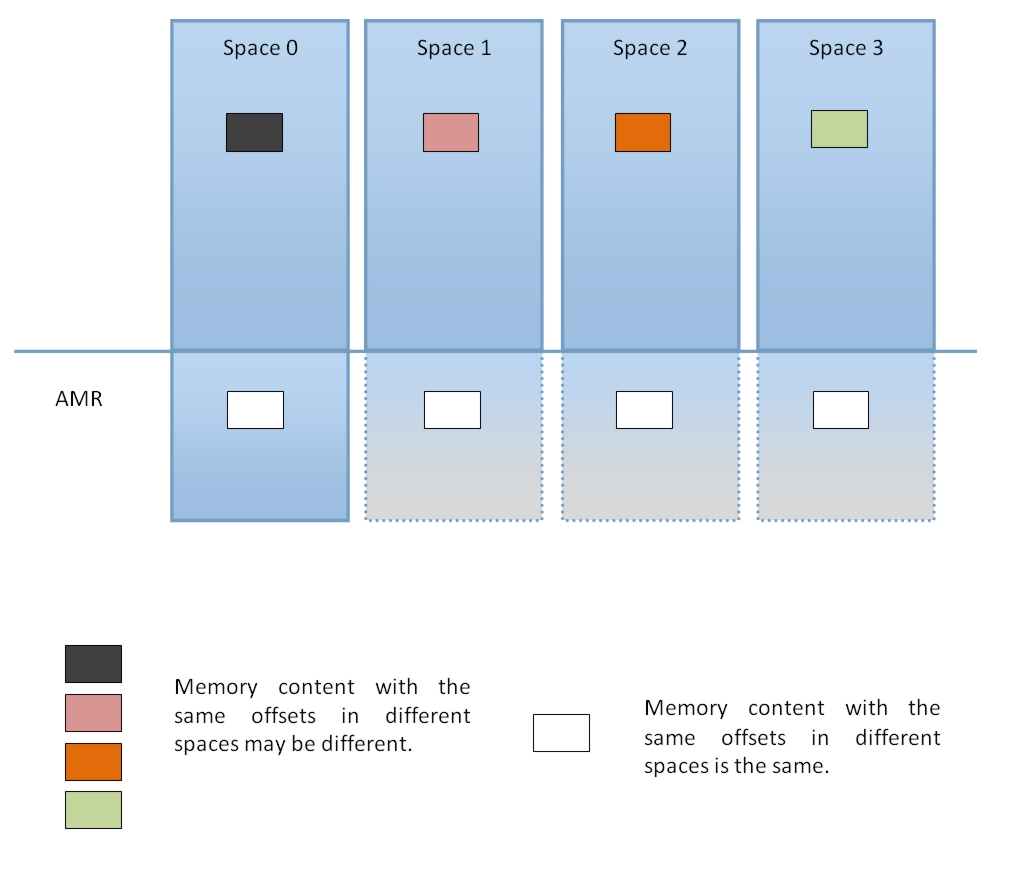 Space 0
Space 1
Space 2
Space 3
AMR
Memory content with the
same offsets in different
spaces may be different.
Memory content with the
same offsets in different
spaces is the same.